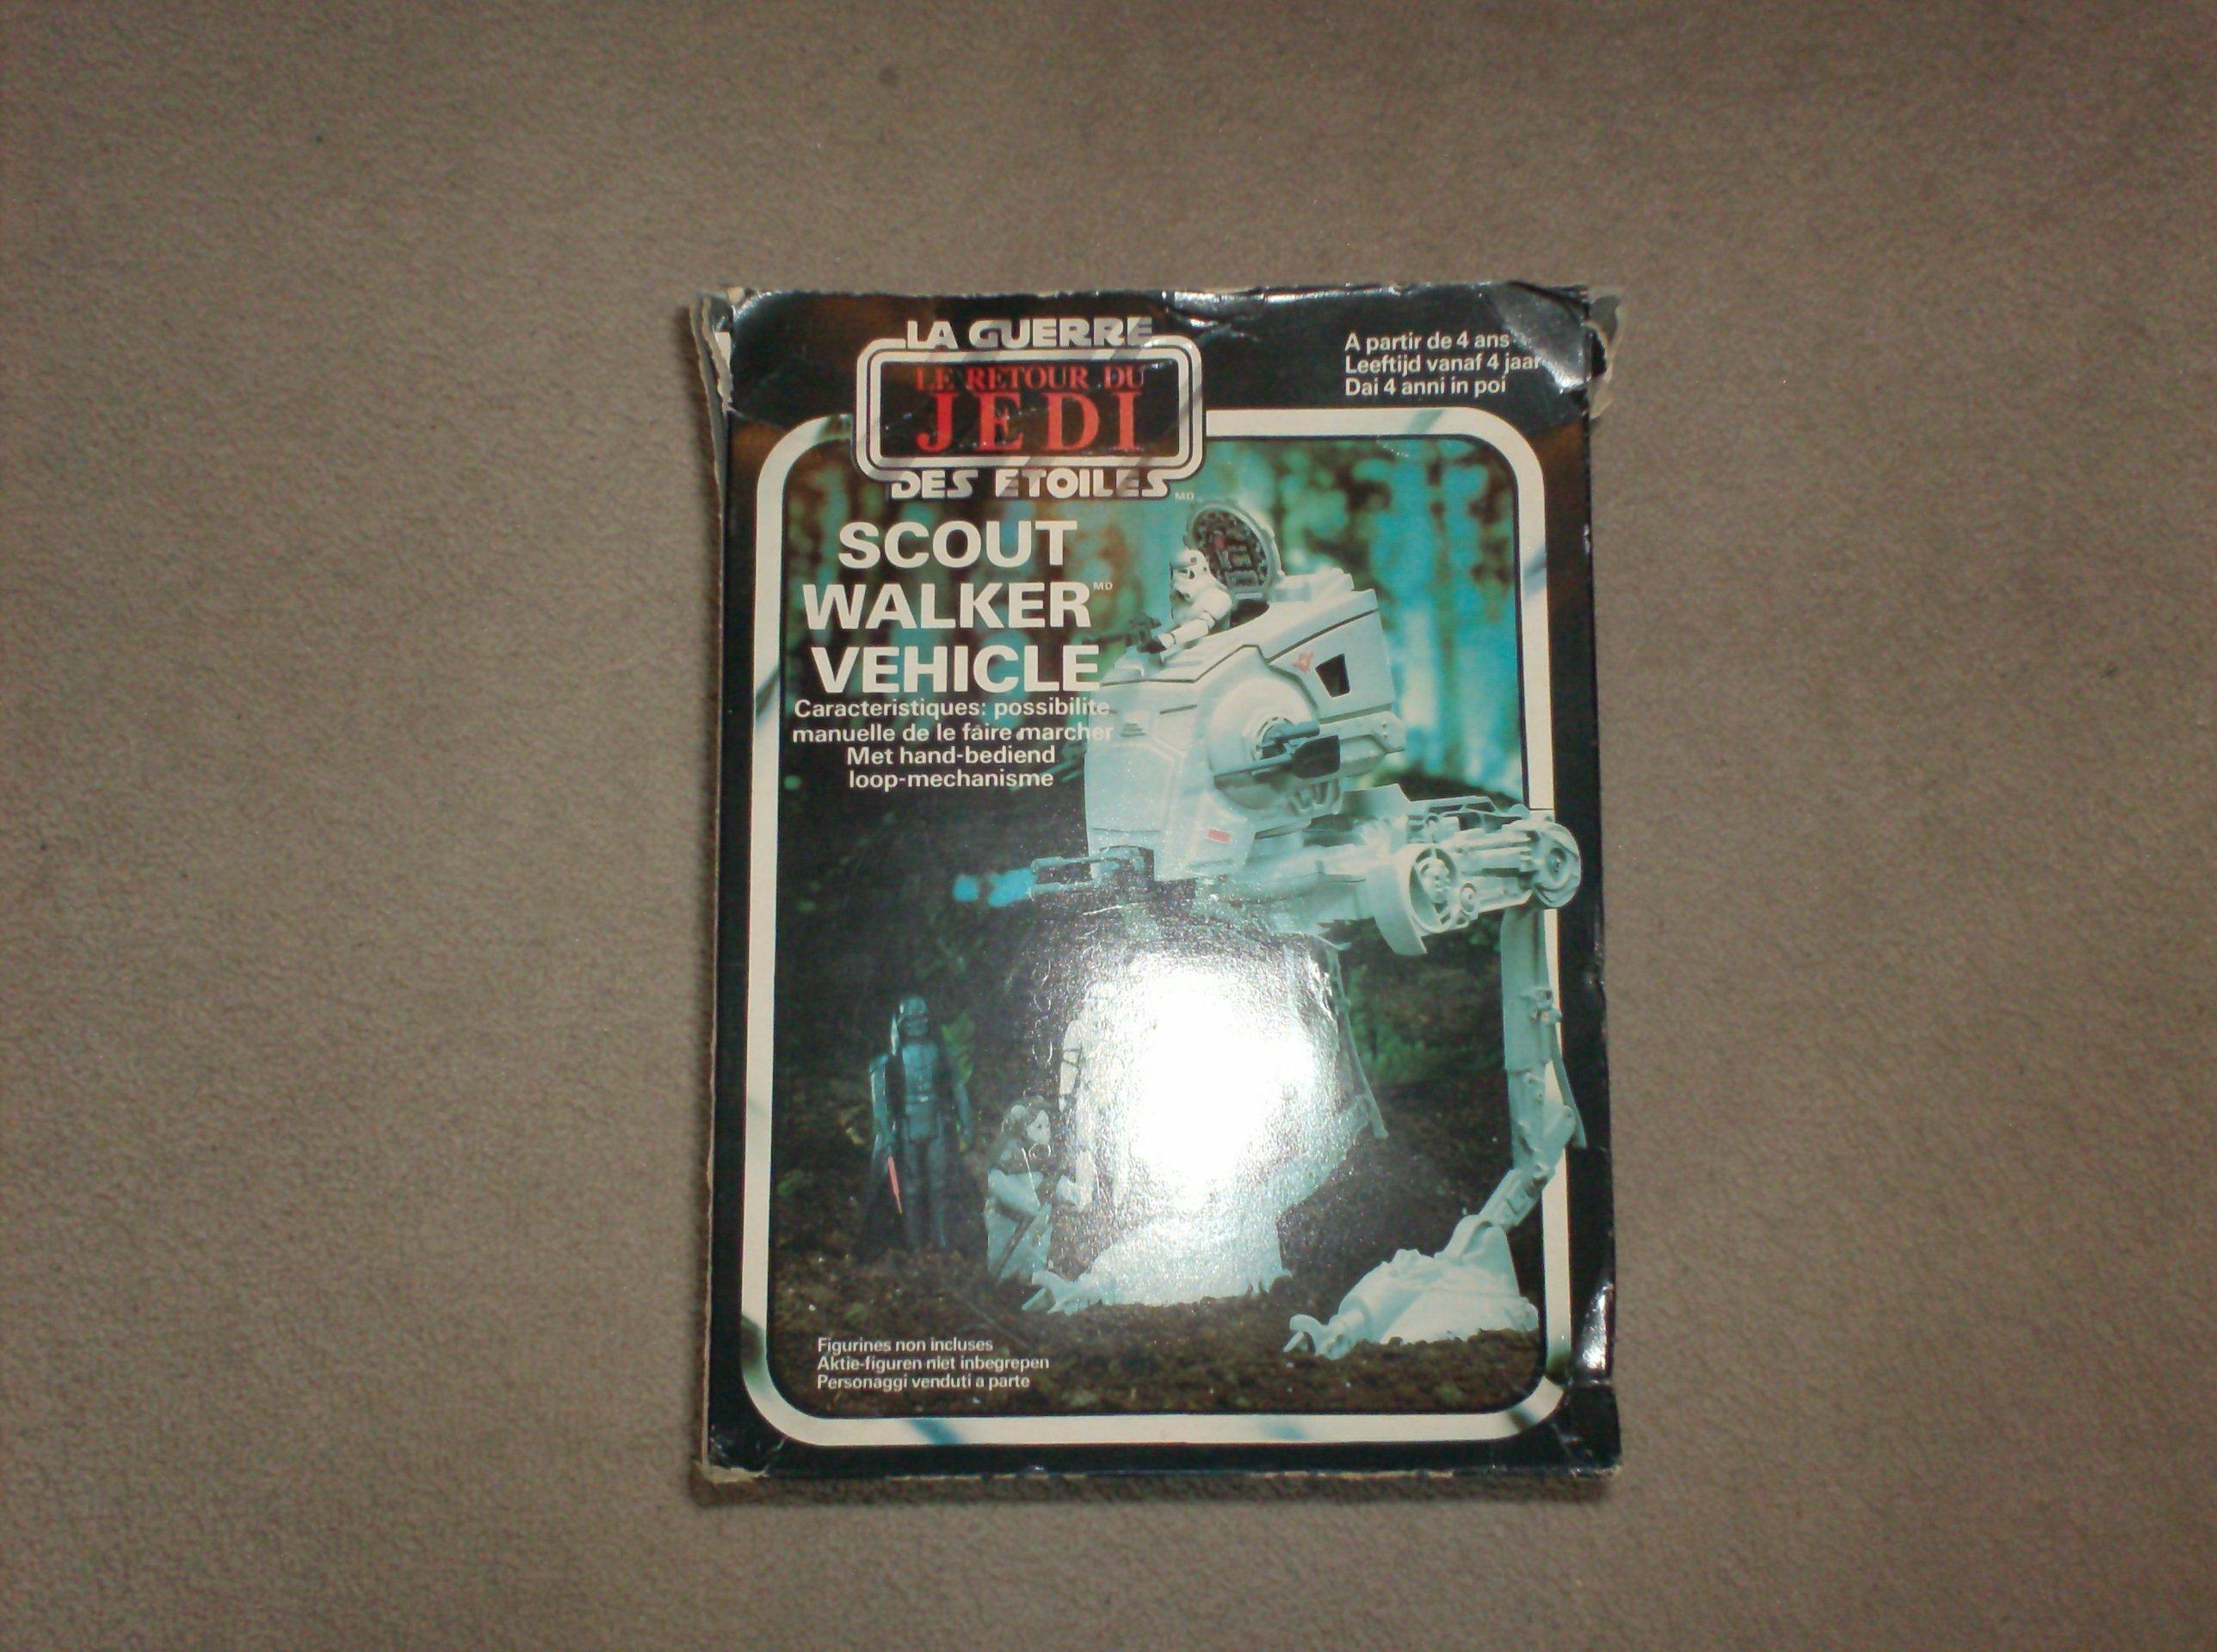 LA GUERRE
LE RETOUR DU
JEDI
DES ETOILES MD
A partir de 4 ans
Leeftijd vanaf 4 jaar
Dai 4 anni in poi
SCOUT
WALKER MD
VEHICLE
Caracteristiques: possibilite
manuelle de le faire marcher
Met hand-bediend
loop-mechanisme
Figurines non incluses
Aktie-figuren niet inbegrepen
Personaggi venduti a parte